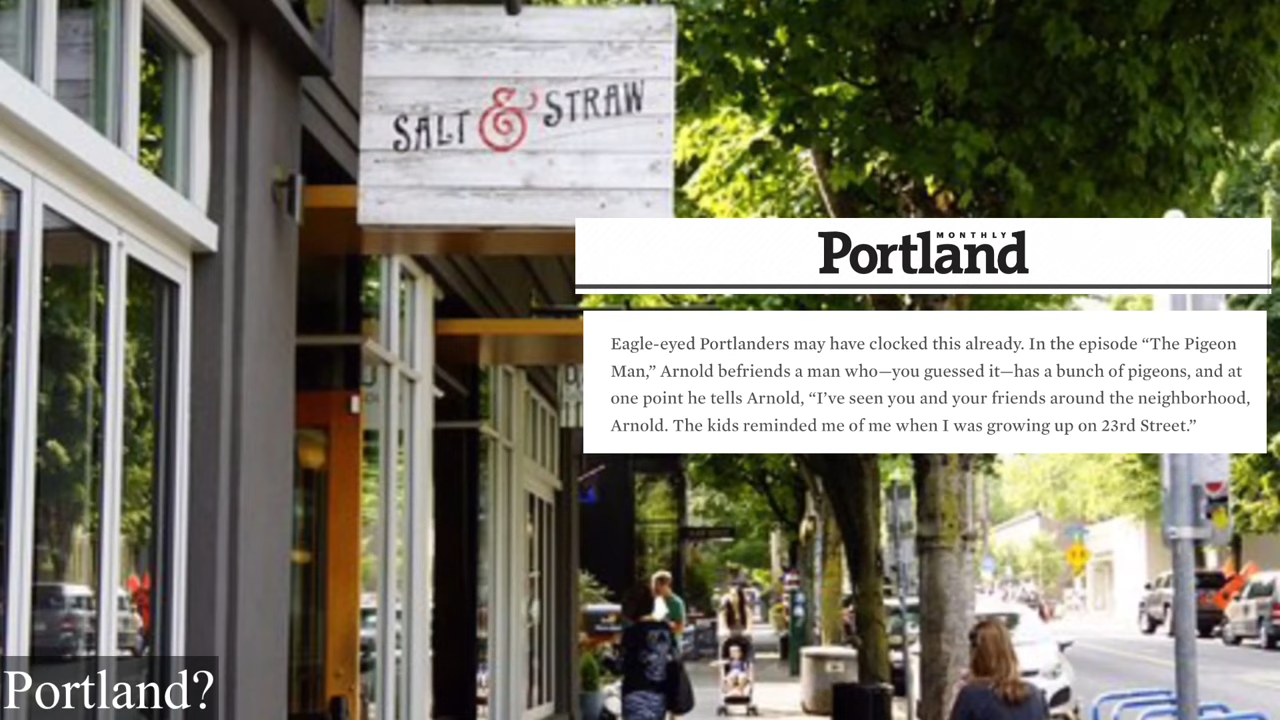 SALT & STRAW
MONTHLY
Portland
Eagle-eyed Portlanders may have clocked this already. In the episode “The Pigeon
Man,” Arnold befriends a man who—you guessed it—has a bunch of pigeons, and at
one point he tells Arnold, “I’ve seen you and your friends around the neighborhood,
Arnold. The kids reminded me of me when I was growing up on 23rd Street.”
Portland?